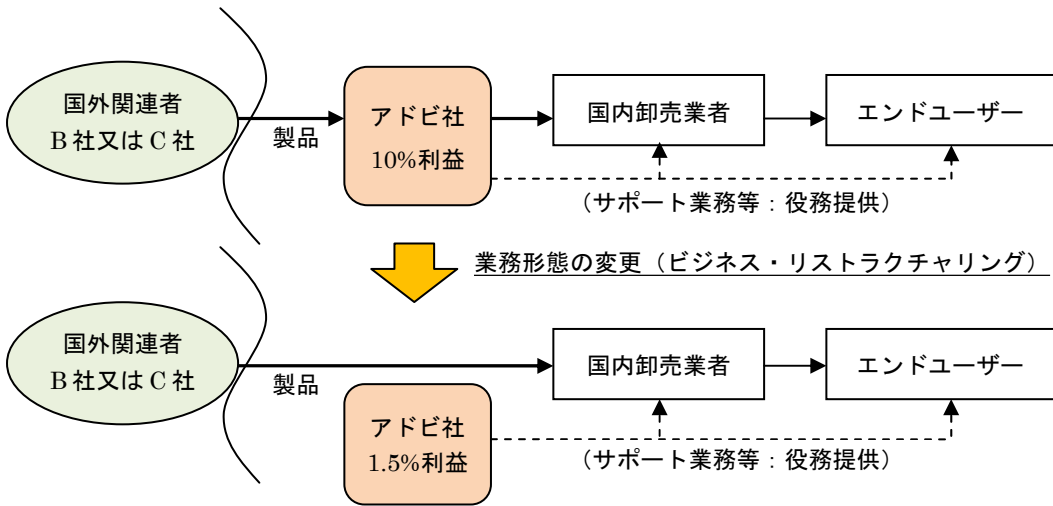 国外関連者
B社又はC社
製品
アドビ社
10%利益
国内卸売業者
エンドユーザー
（サポート業務等：役務提供）
業務形態の変更（ビジネス・リストラクチャリング）
国外関連者
B社又はC社
製品
アドビ社
1.5%利益
国内卸売業者
エンドユーザー
（サポート業務等：役務提供）